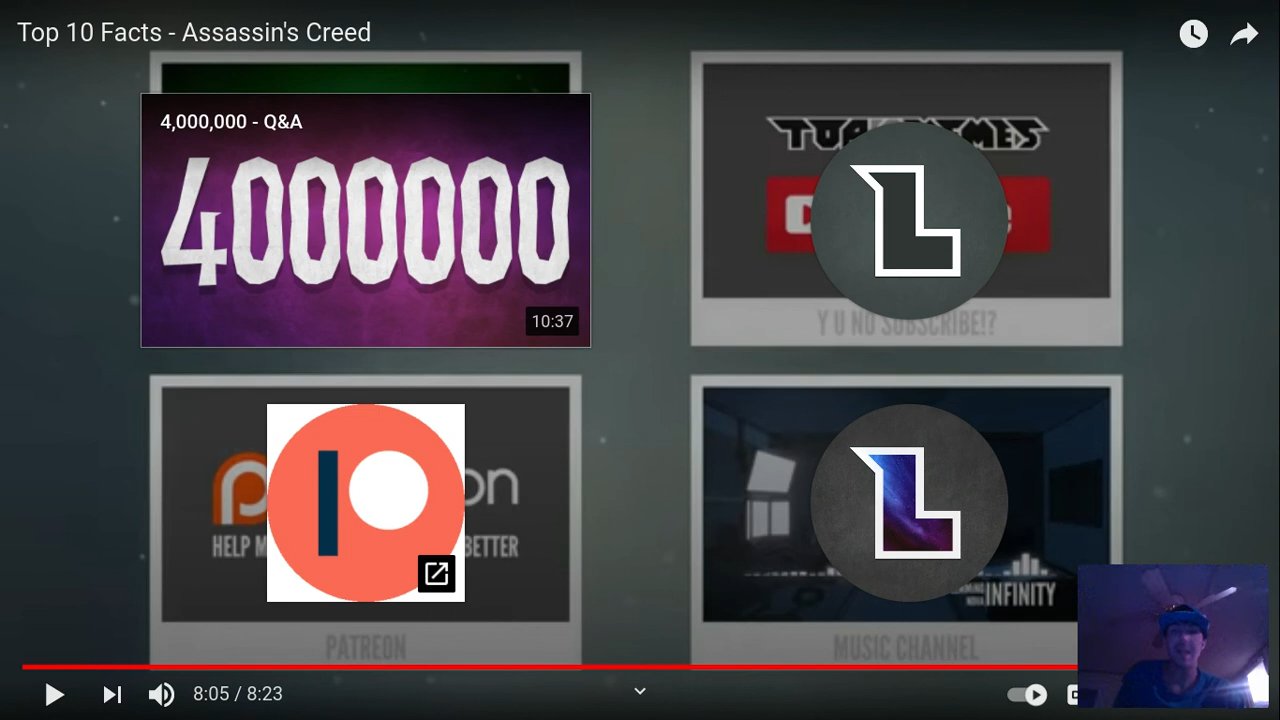 Top 10 Facts - Assassin's Creed
4,000,000 - Q&A
4000000
10:37
Y U NO SUBSCRIBE!?
HELP
BETTER
PATREON
INFINITY
MUSIC CHANNEL
8:05 / 8:23